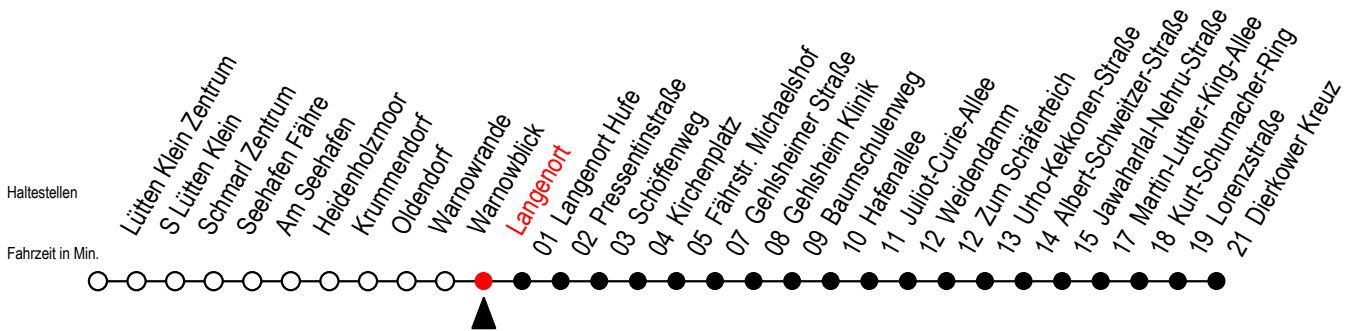 Haltestellen
Fahrzeit in Min.
Lütten Klein Zentrum
S Lütten Klein
Schmarl Zentrum
Seehafen Fähre
Am Seehafen
Heidenholzmoor
Krummendorf
Oldendorf
Warnowrande
Warnowblick
Langenort
01 Langenort Hufe
02 Pressentinstraße
03 Schöffenweg
04 Kirchenplatz
05 Fährstr. Michaelshof
07 Gehlsheimer Straße
08 Gehlsheim Klinik
09 Baumschulenweg
10 Hafenallee
11 Juliot-Curie-Allee
12 Weidendamm
12 Zum Schäferteich
13 Urho-Kekkonen-Straße
14 Albert-Schweitzer-Straße
15 Jawaharlal-Nehru-Straße
17 Martin-Luther-King-Allee
18 Kurt-Schumacher-Ring
19 Lorenzstraße
21 Dierkower Kreuz